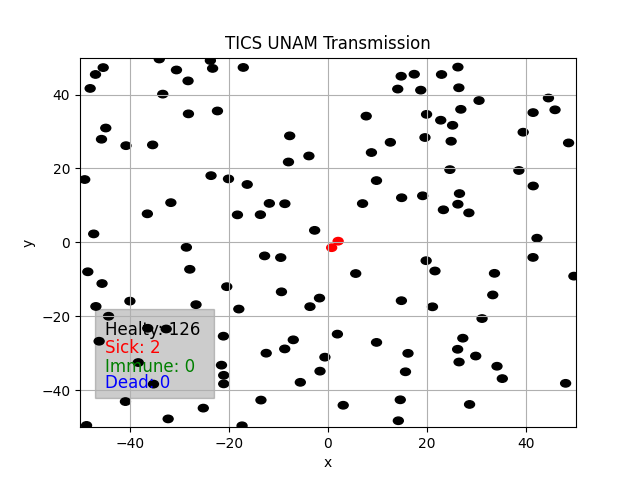 TICS UNAM Transmission
y
40
20
0
−20
−40
Healty: 126
Sick: 2
Immune: 0
Dead: 0
−40 −20 0 20 40
x